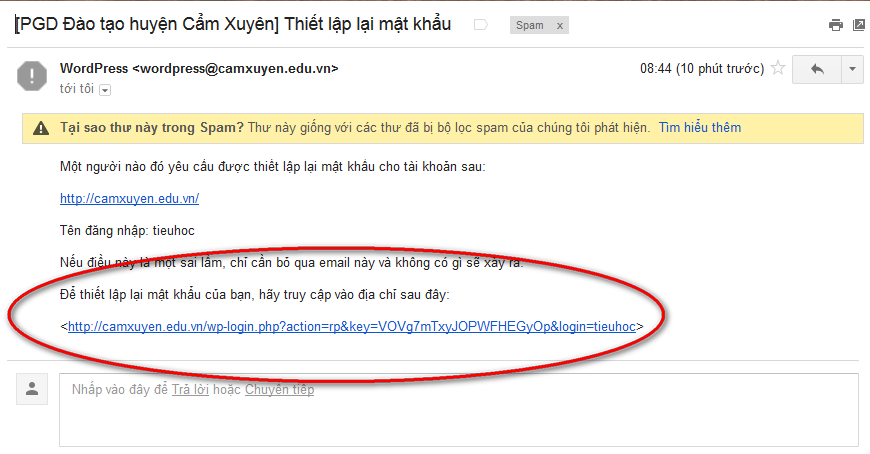 [PGD Đào tạo huyện Cẩm Xuyên] Thiết lập lại mật khẩu
Spam x
WordPress <wordpress@camxuyen.edu.vn>
08:44 (10 phút trước)
tới tôi
Tại sao thư này trong Spam? Thư này giống với các thư đã bị bộ lọc spam của chúng tôi phát hiện. Tìm hiểu thêm
Một người nào đó yêu cầu được thiết lập lại mật khẩu cho tài khoản sau:
http://camxuyen.edu.vn/
Tên đăng nhập: tieuhoc
Nếu điều này là một sai lầm, chỉ cần bỏ qua email này và không có gì sẽ xảy ra.
Để thiết lập lại mật khẩu của bạn, hãy truy cập vào địa chỉ sau đây:
<http://camxuyen.edu.vn/wp-login.php?action=rp&key=VOVg7mTxyJOPWFHEGyOp&login=tieuhoc>
Nhấp vào đây để Trả lời hoặc Chuyển tiếp